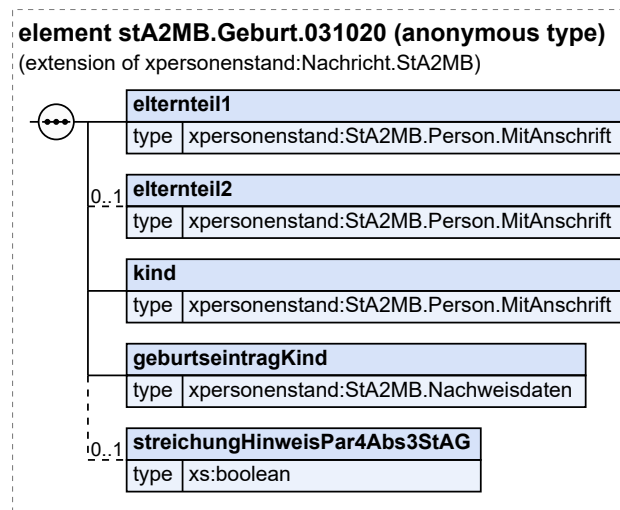 element stA2MB.Geburt.031020 (anonymous type)
(extension of xpersonenstand:Nachricht.StA2MB)
elternteil1
type xpersonenstand:StA2MB.Person.MitAnschrift
0..1
elternteil2
type xpersonenstand:StA2MB.Person.MitAnschrift
kind
type xpersonenstand:StA2MB.Person.MitAnschrift
geburtseintragKind
type xpersonenstand:StA2MB.Nachweisdaten
0..1
streichungHinweisPar4Abs3StAG
type xs:boolean